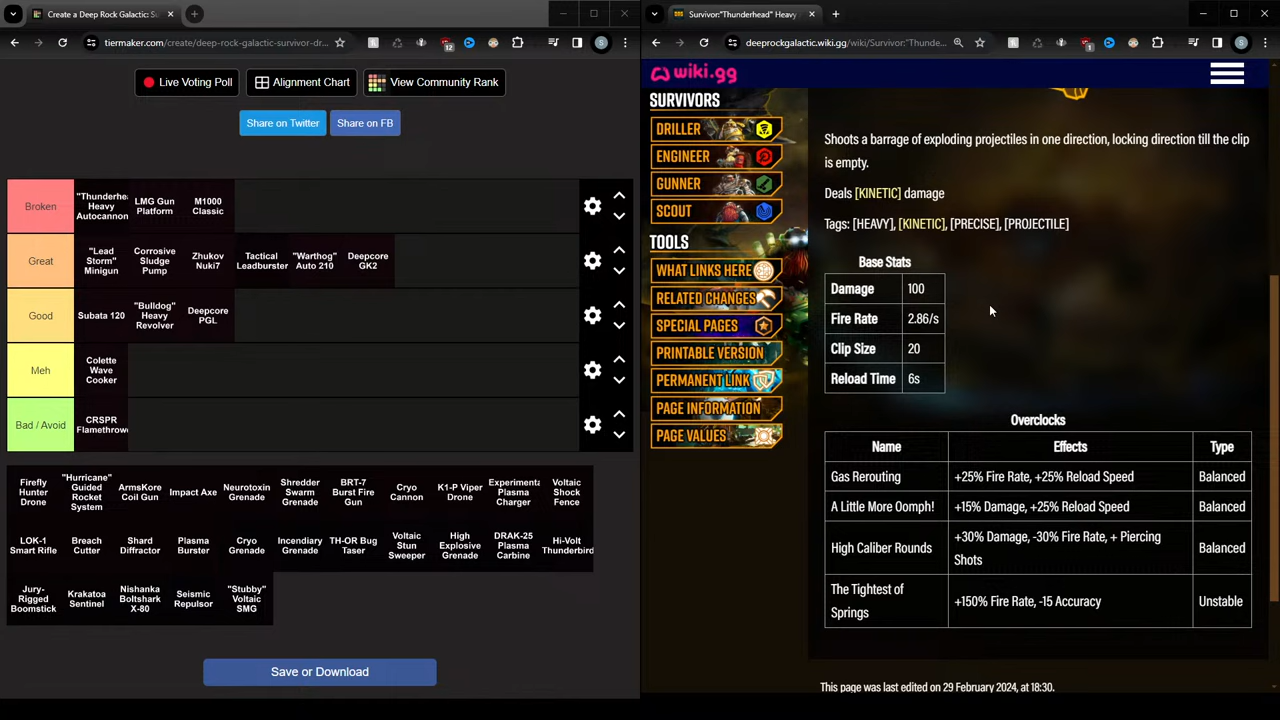 Create a Deep Rock Galactic: Su
tiermaker.com/create/deep-rock-galactic-survivor-dr...
12
S
Live Voting Poll
Alignment Chart
View Community Rank
Share on Twitter
Share on FB
Broken
"Thunderhea
Heavy
Autocannon
LMG Gun
Platform
M1000
Classic
Great
"Lead
Storm"
Minigun
Corrosive
Sludge
Pump
Zhukov
Nuki7
Tactical
Leadburster
"Warthog"
Auto 210
Deepcore
GK2
Good
Subata 120
"Bulldog"
Heavy
Revolver
Deepcore
PGL
Meh
Colette
Wave
Cooker
Bad / Avoid
CRSPR
Flamethrowe
Firefly
Hunter
Drone
"Hurricane"
Guided
Rocket
System
ArmsKore
Coil Gun
Impact Axe
Neurotoxin
Grenade
Shredder
Swarm
Grenade
BRT-7
Burst Fire
Gun
Cryo
Cannon
K1-P Viper
Drone
Experimenta
Plasma
Charger
Voltaic
Shock
Fence
LOK-1
Smart Rifle
Breach
Cutter
Shard
Diffractor
Plasma
Burster
Cryo
Grenade
Incendiary
Grenade
TH-OR Bug
Taser
Voltaic
Stun
Sweeper
High
Explosive
Grenade
DRAK-25
Plasma
Carbine
Hi-Volt
Thunderbird
Jury-
Rigged
Boomstick
Krakatoa
Sentinel
Nishanka
Boltshark
X-80
Seismic
Repulsor
"Stubby"
Voltaic
SMG
Save or Download
Survivor:"Thunderhead" Heavy
deeprockgalactic.wiki.gg/wiki/Survivor:"Thunde...
1
S
wiki.gg
SURVIVORS
DRILLER
ENGINEER
GUNNER
SCOUT
TOOLS
WHAT LINKS HERE
RELATED CHANGES
SPECIAL PAGES
PRINTABLE VERSION
PERMANENT LINK
PAGE INFORMATION
PAGE VALUES
Shoots a barrage of exploding projectiles in one direction, locking direction till the clip
is empty.
Deals [KINETIC] damage
Tags: [HEAVY], [KINETIC], [PRECISE], [PROJECTILE]
Base Stats
Damage 100
Fire Rate 2.86/s
Clip Size 20
Reload Time 6s
Overclocks
Name Effects Type
Gas Rerouting +25% Fire Rate, +25% Reload Speed Balanced
A Little More Oomph! +15% Damage, +25% Reload Speed Balanced
High Caliber Rounds +30% Damage, -30% Fire Rate, + Piercing
Shots Balanced
The Tightest of
Springs +150% Fire Rate, -15 Accuracy Unstable
This page was last edited on 29 February 2024, at 18:30.